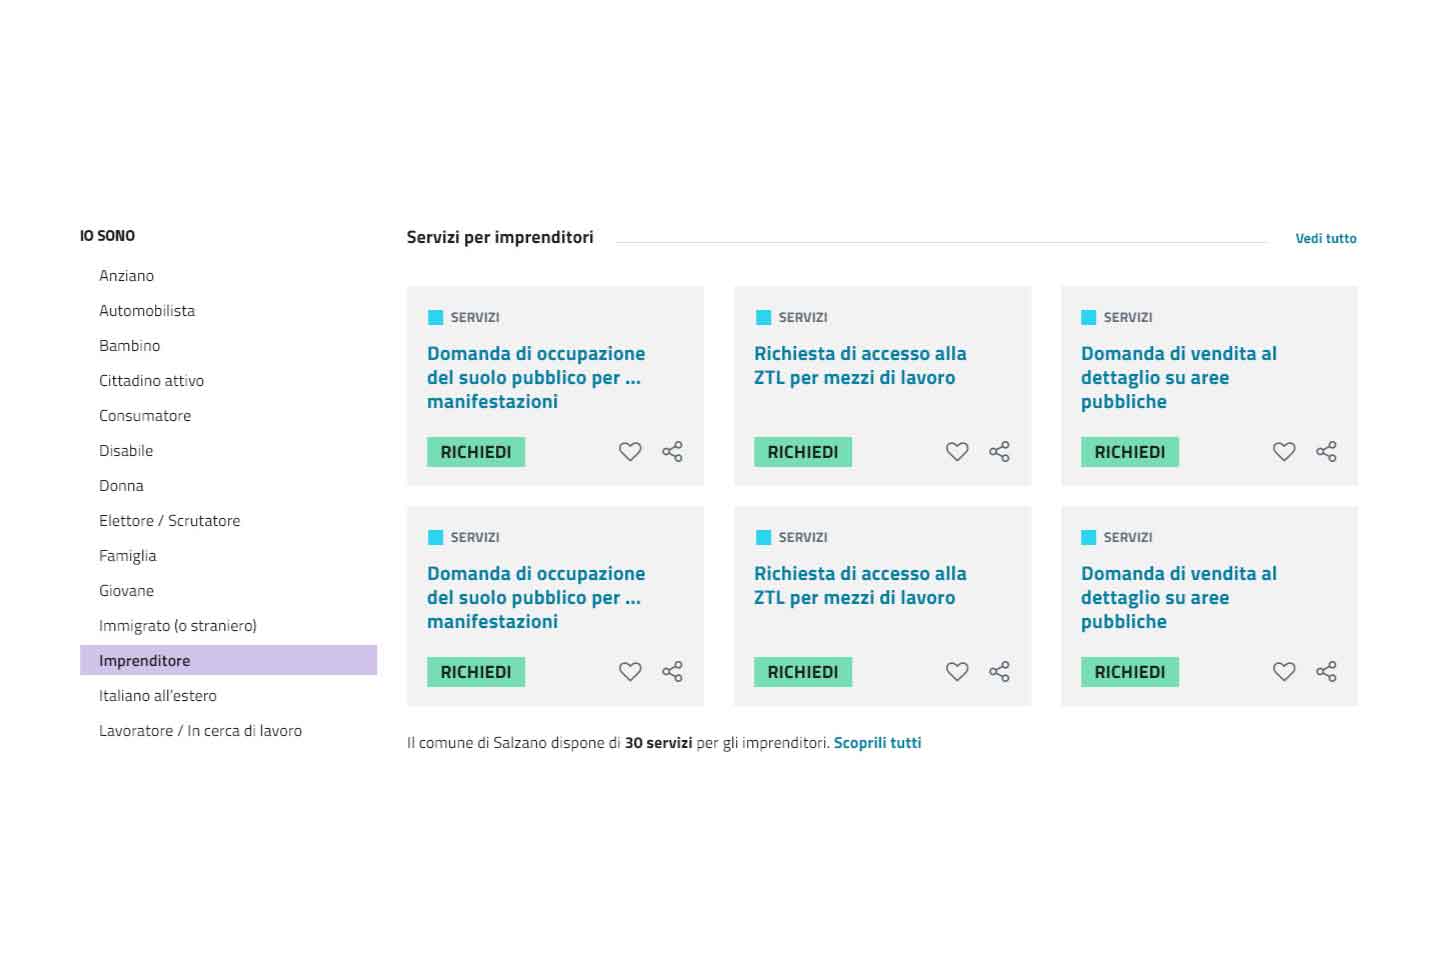 IO SONO
Anziano
Automobilista
Bambino
Cittadino attivo
Consumatore
Disabile
Donna
Elettore / Scrutatore
Famiglia
Giovane
Immigrato (o straniero)
Imprenditore
Italiano all'estero
Lavoratore / In cerca di lavoro
Servizi per imprenditori
Vedi tutto
SERVIZI
Domanda di occupazione
del suolo pubblico per ...
manifestazioni
RICHIEDI
SERVIZI
Richiesta di accesso alla
ZTL per mezzi di lavoro
RICHIEDI
SERVIZI
Domanda di vendita al
dettaglio su aree
pubbliche
RICHIEDI
SERVIZI
Domanda di occupazione
del suolo pubblico per ...
manifestazioni
RICHIEDI
SERVIZI
Richiesta di accesso alla
ZTL per mezzi di lavoro
RICHIEDI
SERVIZI
Domanda di vendita al
dettaglio su aree
pubbliche
RICHIEDI
Il comune di Salzano dispone di 30 servizi per gli imprenditori. Scoprili tutti